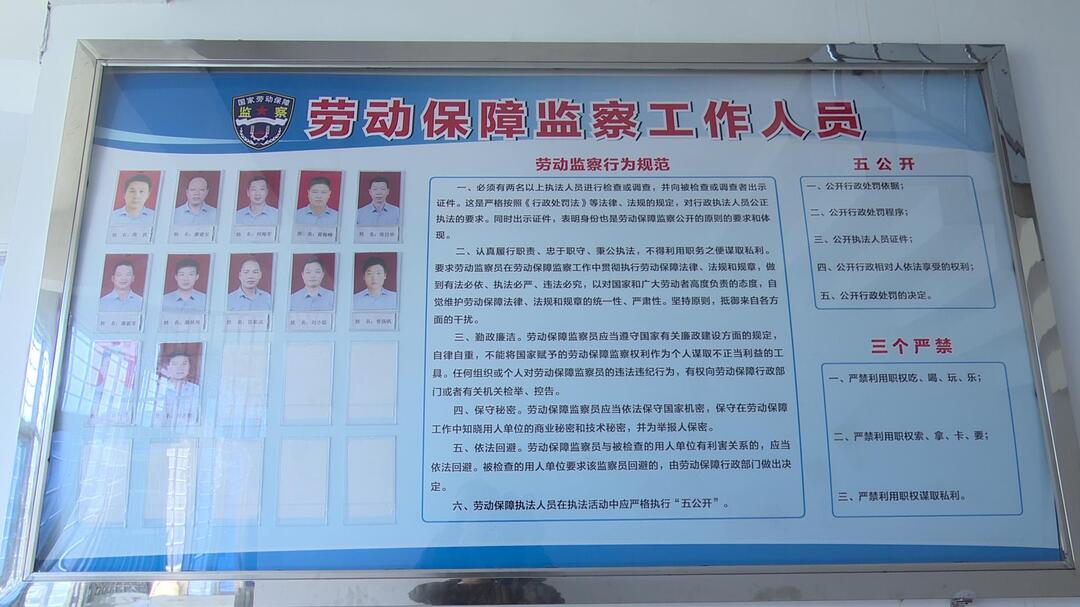 国家劳动保障
监察
劳动保障监察工作人员
劳动监察行为规范
一、必须有两名以上执法人员进行检查或调查，并向被检查或调查者出示
证件。这是严格按照《行政处罚法》等法律、法规的规定，对行政执法人员公正
执法的要求。同时出示证件，表明身份也是劳动保障监察公开的原则的要求和体
现。
二、认真履行职责、忠于职守、秉公执法，不得利用职务之便谋取私利。
要求劳动监察员在劳动保障监察工作中贯彻执行劳动保障法律、法规和规章，做
到有法必依、执法必严、违法必究，以对国家和广大劳动者高度负责的态度，自
觉维护劳动保障法律、法规和规章的统一性、严肃性。坚持原则，抵御来自各方
面的干扰。
三、勤政廉洁。劳动保障监察员应当遵守国家有关廉政建设方面的规定，
自律自重，不能将国家赋予的劳动保障监察权利作为个人谋取不正当利益的工
具。任何组织或个人对劳动保障监察员的违法违纪行为，有权向劳动保障行政部
门或者有关机关检举、控告。
四、保守秘密。劳动保障监察员应当依法保守国家机密，保守在劳动保障
工作中知晓用人单位的商业秘密和技术秘密，并为举报人保密。
五、依法回避。劳动保障监察员与被检查的用人单位有利害关系的，应当
依法回避。被检查的用人单位要求该监察员回避的，由劳动保障行政部门做出决
定。
六、劳动保障执法人员在执法活动中应严格执行“五公开”。
五公开
一、公开行政处罚依据；
二、公开行政处罚程序；
三、公开执法人员证件；
四、公开行政相对人依法享受的权利；
五、公开行政处罚的决定。
三个严禁
一、严禁利用职权吃、喝、玩、乐；
二、严禁利用职权索、拿、卡、要；
三、严禁利用职权谋取私利。